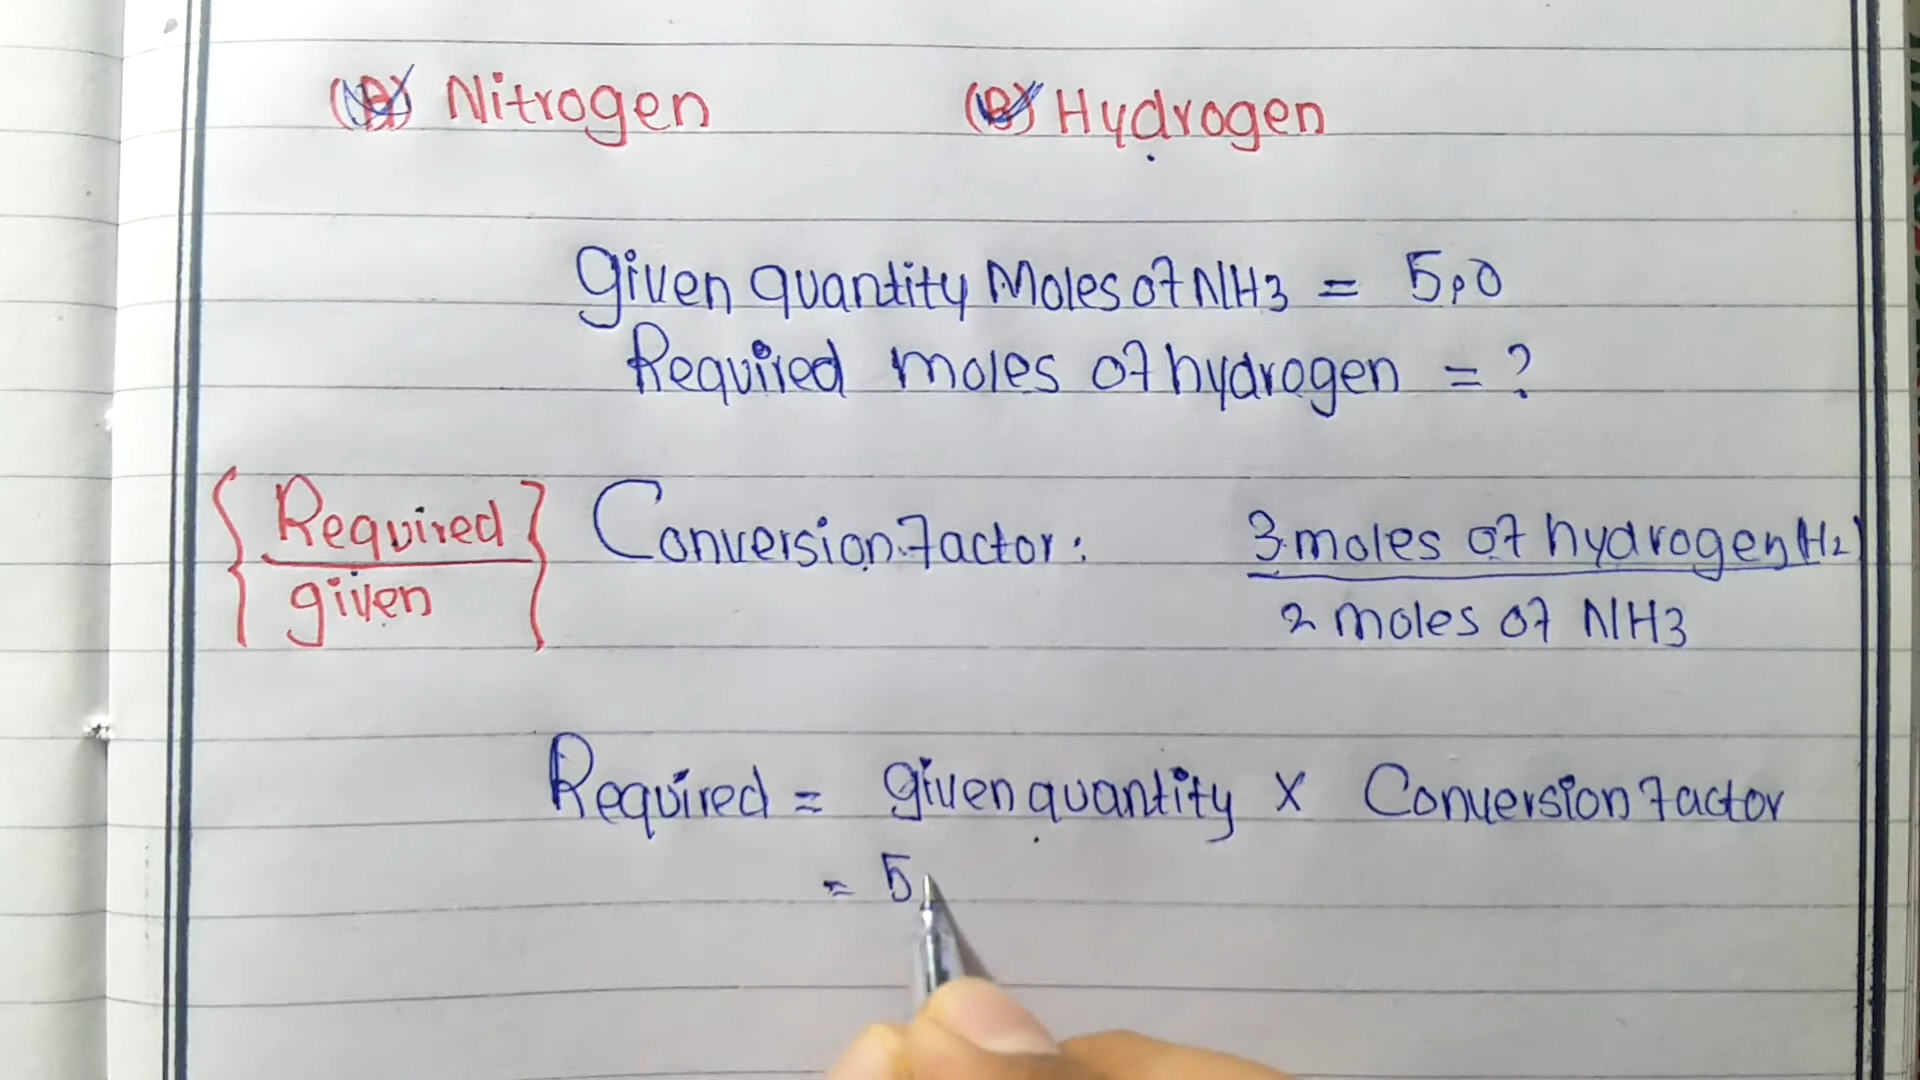 Nitrogen (B) Hydrogen
Given quantity Moles of NH3 = 5.0
Required moles of hydrogen = ?
{Required/given} Conversion factor: 3 moles of hydrogen (H2)
2 moles of NH3
Required = given quantity x Conversion factor
= 5